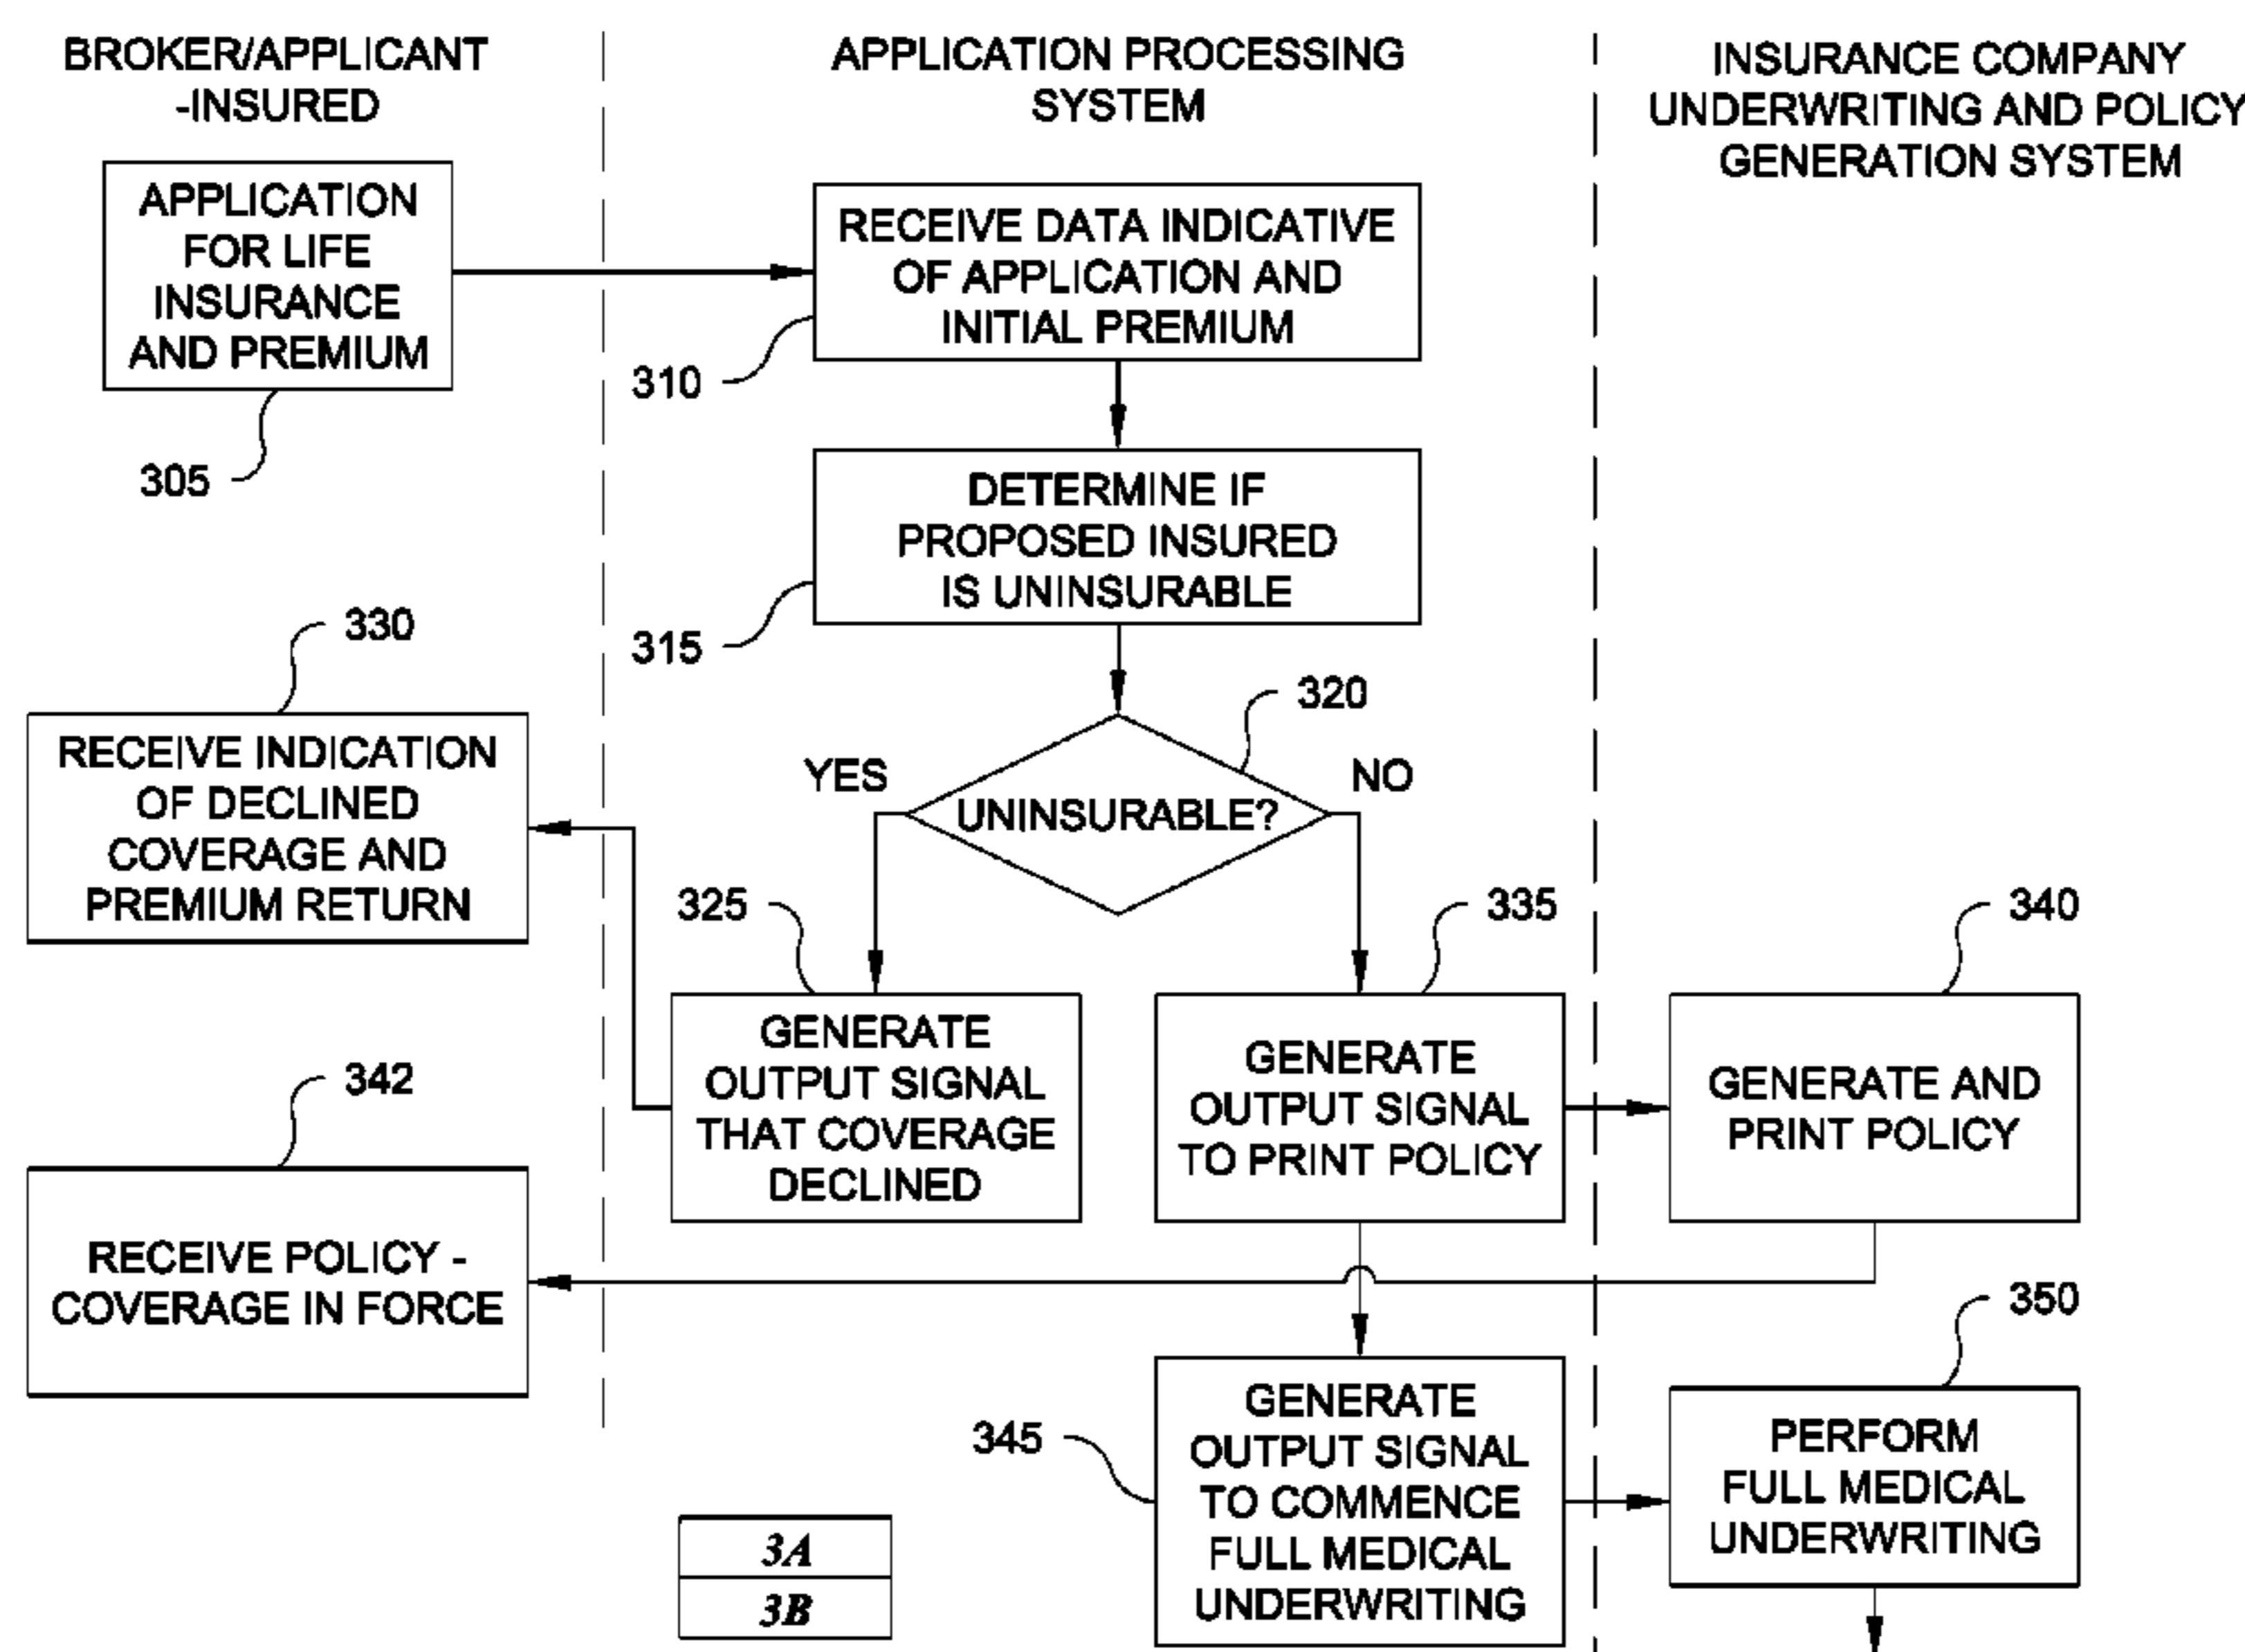 BROKER/APPLICANT
-INSURED
APPLICATION PROCESSING
SYSTEM
INSURANCE COMPANY
UNDERWRITING AND POLICY
GENERATION SYSTEM
APPLICATION
FOR LIFE
INSURANCE
AND PREMIUM
305
RECEIVE DATA INDICATIVE
OF APPLICATION AND
INITIAL PREMIUM
310
DETERMINE IF
PROPOSED INSURED
IS UNINSURABLE
315
320
YES
NO
UNINSURABLE?
330
RECEIVE INDICATION
OF DECLINED
COVERAGE AND
PREMIUM RETURN
325
GENERATE
OUTPUT SIGNAL
THAT COVERAGE
DECLINED
335
GENERATE
OUTPUT SIGNAL
TO PRINT POLICY
340
GENERATE AND
PRINT POLICY
342
RECEIVE POLICY -
COVERAGE IN FORCE
345
GENERATE
OUTPUT SIGNAL
TO COMMENCE
FULL MEDICAL
UNDERWRITING
350
PERFORM
FULL MEDICAL
UNDERWRITING
3A
3B